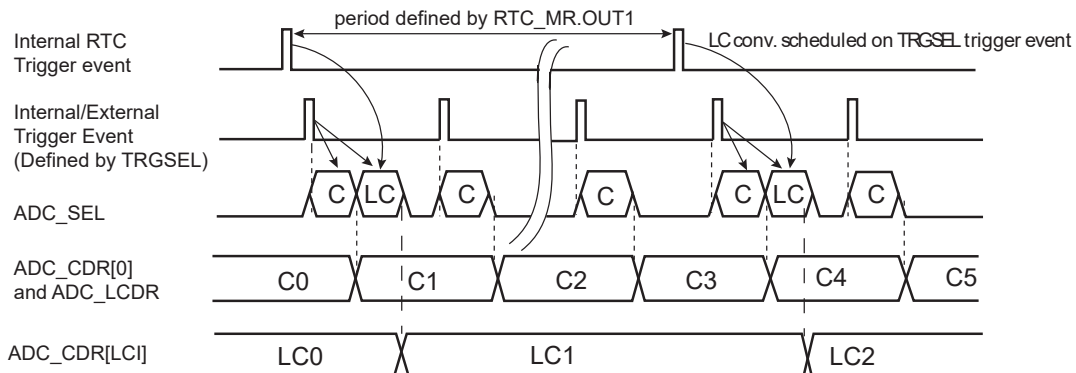 period defined by RTC_MR.OUT1
Internal RTC
Trigger event
LC conv. scheduled on TRGSEL trigger event
Internal/External
Trigger Event
(Defined by TRGSEL)
ADC_SEL
C LC C C C LC C
ADC_CDR[0]
and ADC_LCDR
C0 C1 C2 C3 C4 C5
ADC_CDR[LCI]
LC0 LC1 LC2